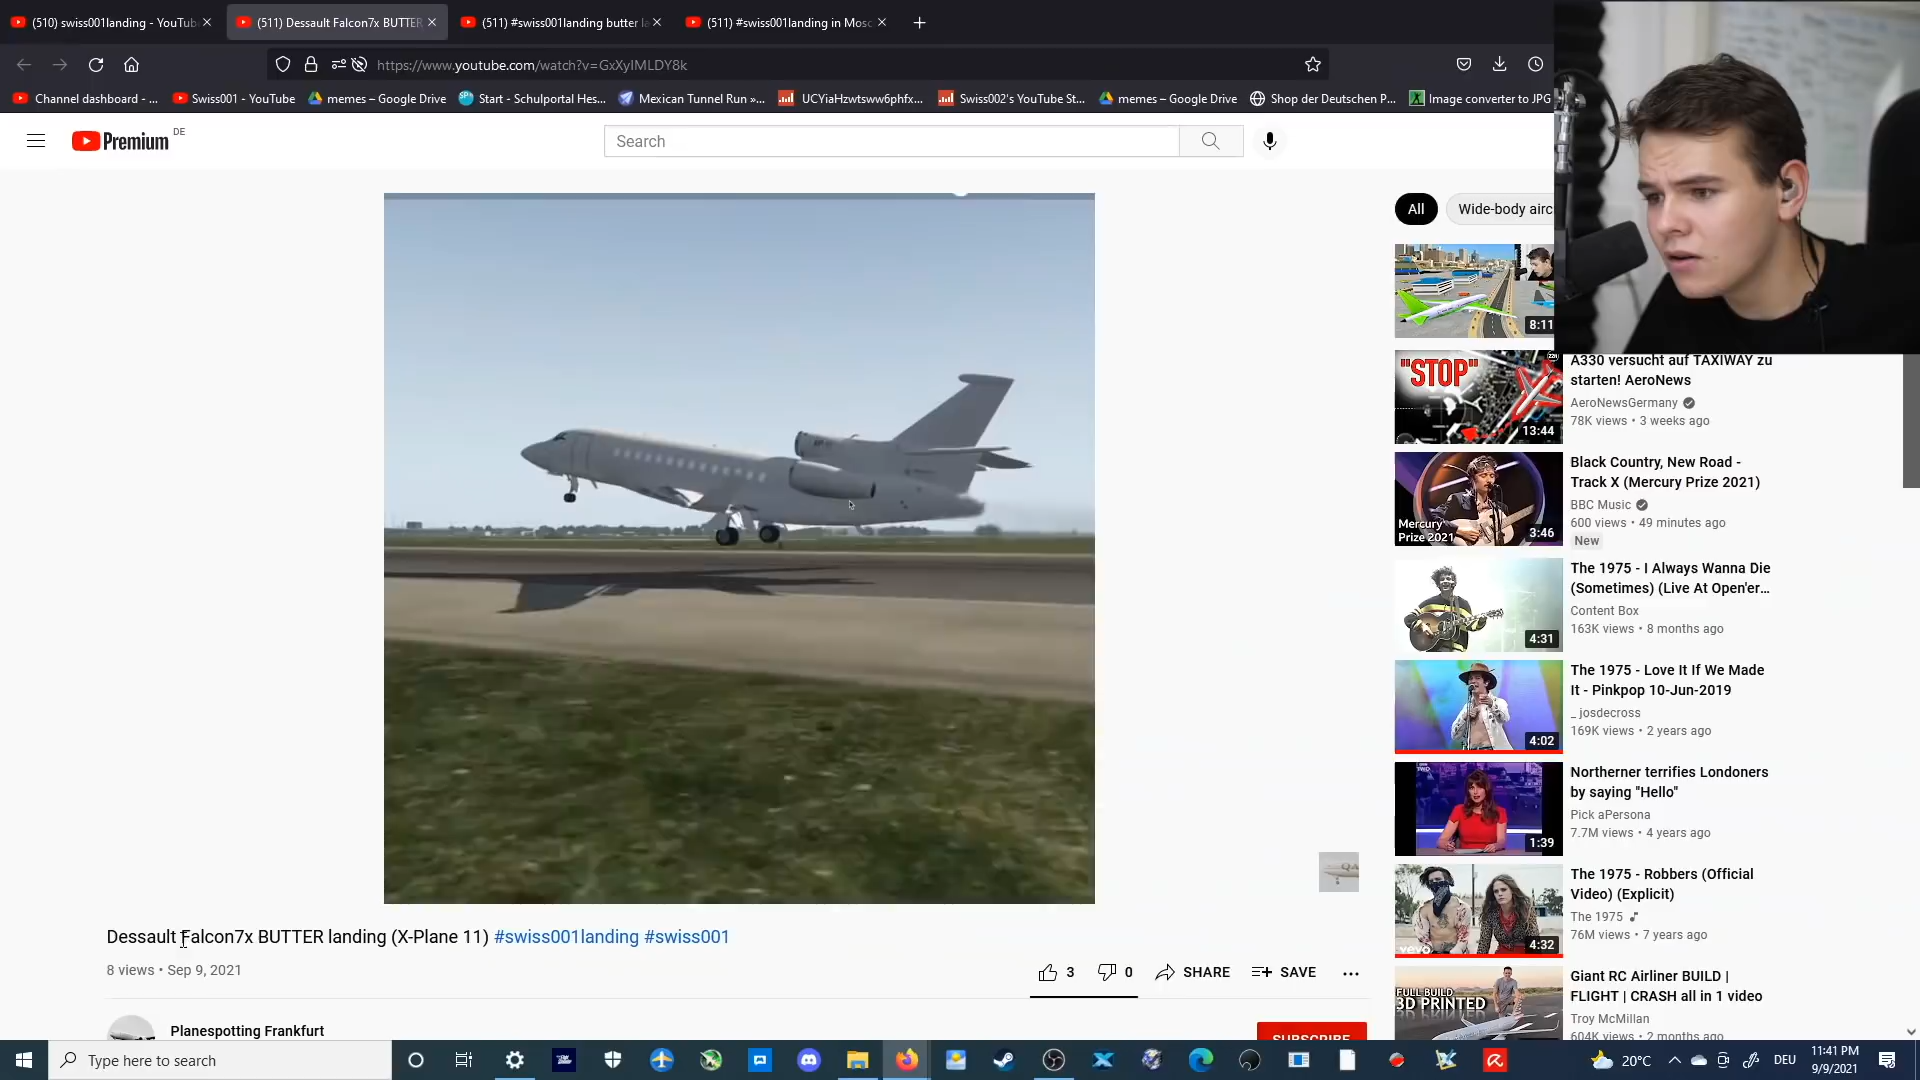 (510) swiss001landing - YouTub
(511) Dessault Falcon7x BUTTER
(511) #swiss001landing butter la
(511) #swiss001landing in Mosc
https://www.youtube.com/watch?v=GxXyIMLDY8k
Channel dashboard - ...
Swiss001 - YouTube
memes – Google Drive
Start - Schulportal Hes...
Mexican Tunnel Run »...
UCYiaHzwtsww6phfx...
Swiss002's YouTube St...
memes – Google Drive
Shop der Deutschen P...
Image converter to JPG
Premium DE
Search
All
Wide-body airc
8:11
"STOP"
13:44
A330 versucht auf TAXIWAY zu
starten! AeroNews
AeroNewsGermany
78K views • 3 weeks ago
Mercury
Prize 2021
3:46
Black Country, New Road -
Track X (Mercury Prize 2021)
BBC Music
600 views • 49 minutes ago
New
4:31
The 1975 - I Always Wanna Die
(Sometimes) (Live At Open'er...
Content Box
163K views • 8 months ago
4:02
The 1975 - Love It If We Made
It - Pinkpop 10-Jun-2019
_ josdecross
169K views • 2 years ago
1:39
Northerner terrifies Londoners
by saying "Hello"
Pick aPersona
7.7M views • 4 years ago
vevo
4:32
The 1975 - Robbers (Official
Video) (Explicit)
The 1975
76M views • 7 years ago
FULL BUILD
3D PRINTED
Giant RC Airliner BUILD |
FLIGHT | CRASH all in 1 video
Troy McMillan
604K views • 2 months ago
Dessault Falcon7x BUTTER landing (X-Plane 11) #swiss001landing #swiss001
8 views • Sep 9, 2021
3
0
SHARE
SAVE
Planespotting Frankfurt
SUBSCRIBE
Type here to search
20°C
DEU
11:41 PM
9/9/2021